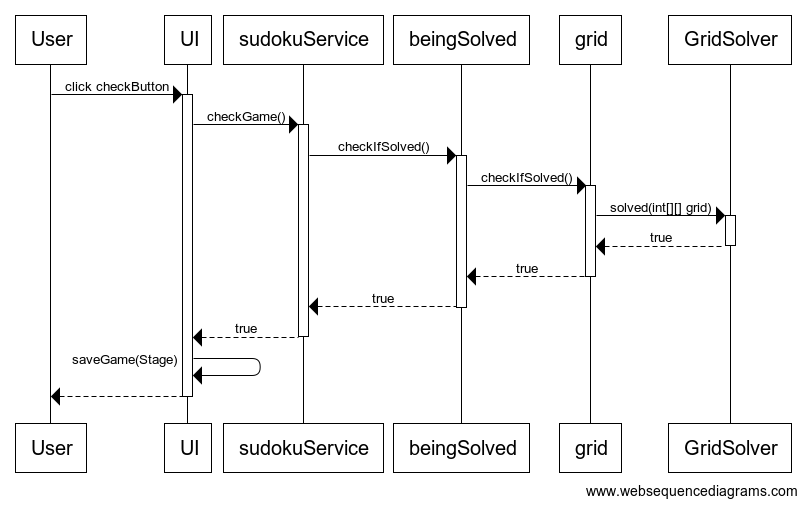 User UI sudokuService beingSolved grid GridSolver
click checkButton
checkGame()
checkIfSolved()
checkIfSolved()
solved(int[][] grid)
true
true
true
true
saveGame(Stage)
User UI sudokuService beingSolved grid GridSolver
www.websequencediagrams.com